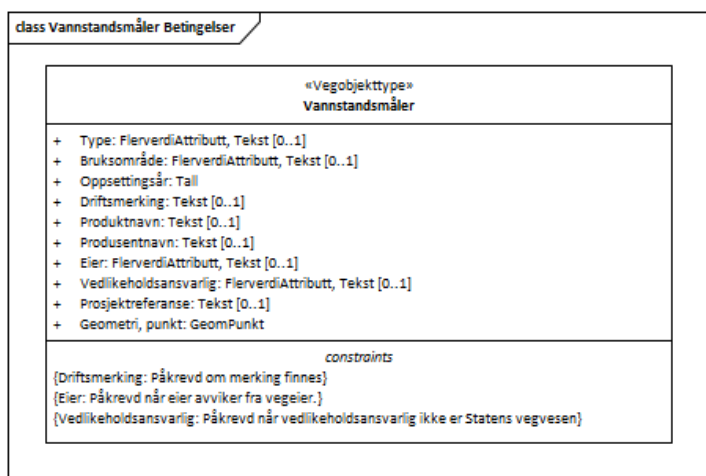 class Vannstandsmåler Betingelser
«Vegobjekttype»
Vannstandsmåler
+ Type: FlerverdiAttributt, Tekst [0..1]
+ Bruksområde: FlerverdiAttributt, Tekst [0..1]
+ Oppsettingsår: Tall
+ Driftsmerking: Tekst [0..1]
+ Produktnavn: Tekst [0..1]
+ Produsentnavn: Tekst [0..1]
+ Eier: FlerverdiAttributt, Tekst [0..1]
+ Vedlikeholdsansvarlig: FlerverdiAttributt, Tekst [0..1]
+ Prosjektreferanse: Tekst [0..1]
+ Geometri, punkt: GeomPunkt
constraints
{Driftsmerking: Påkrevd om merking finnes}
{Eier: Påkrevd når eier avviker fra vegeier.}
{Vedlikeholdsansvarlig: Påkrevd når vedlikeholdsansvarlig ikke er Statens vegvesen}